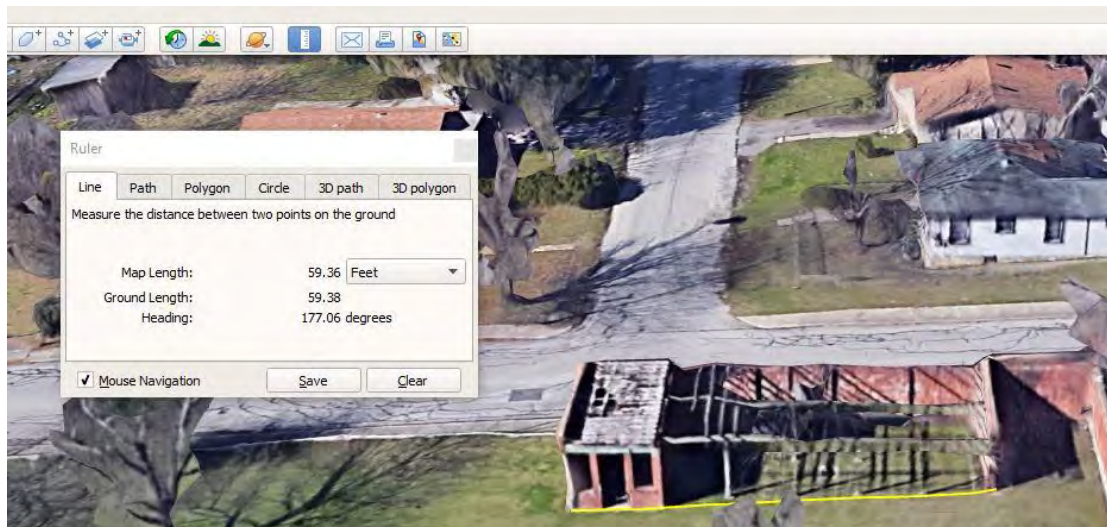 Ruler
Line Path Polygon Circle 3D path 3D polygon
Measure the distance between two points on the ground
Map Length: 59.36 Feet
Ground Length: 59.38
Heading: 177.06 degrees
Mouse Navigation Save Clear